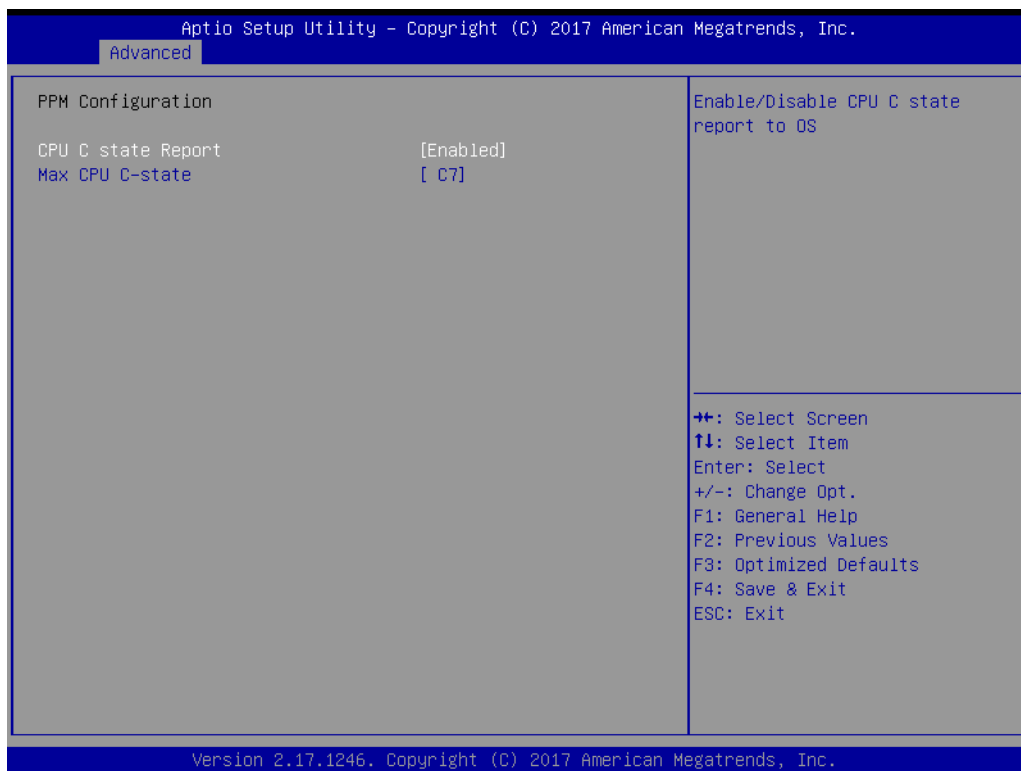 Aptio Setup Utility – Copyright (C) 2017 American Megatrends, Inc.
Advanced
PPM Configuration
CPU C state Report [Enabled]
Max CPU C-state [ C7]
Enable/Disable CPU C state
report to OS
→←: Select Screen
↑↓: Select Item
Enter: Select
+/-: Change Opt.
F1: General Help
F2: Previous Values
F3: Optimized Defaults
F4: Save & Exit
ESC: Exit
Version 2.17.1246. Copyright (C) 2017 American Megatrends, Inc.